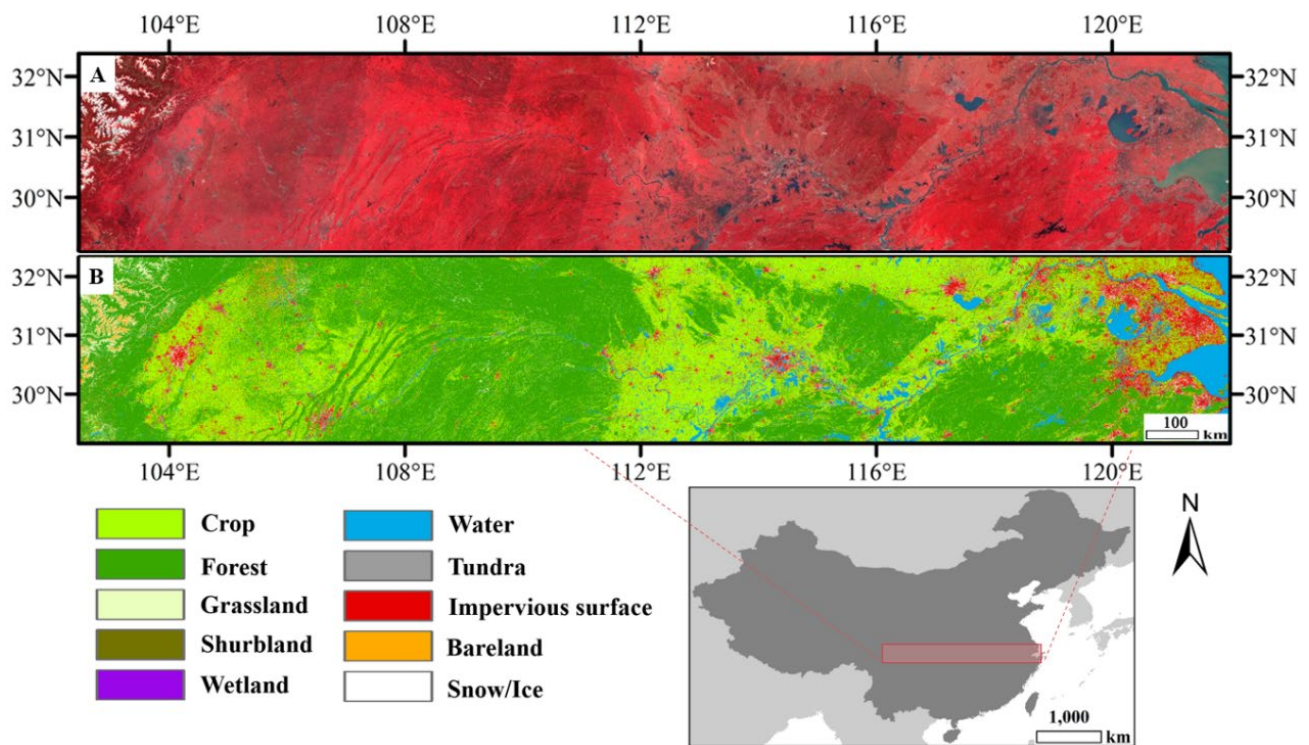 104°E 108°E 112°E 116°E 120°E
A
32°N 32°N
31°N 31°N
30°N 30°N
B
32°N 32°N
31°N 31°N
30°N 30°N
100
km
104°E 108°E 112°E 116°E 120°E
Crop Water
Forest Tundra
Grassland Impervious surface
Shurbland Bareland
Wetland Snow/Ice
N
1,000
km